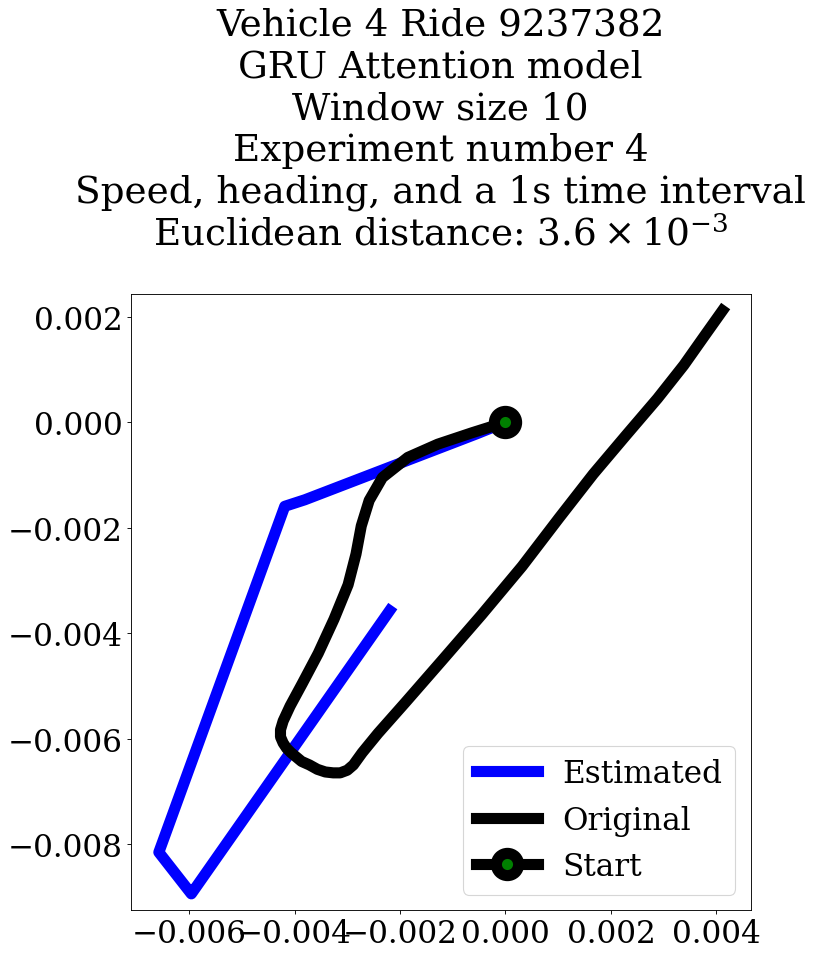 Vehicle 4 Ride 9237382
GRU Attention model
Window size 10
Experiment number 4
Speed, heading, and a 1s time interval
Euclidean distance: 3.6 × 10⁻³
0.002
0.000
−0.002
−0.004
−0.006
−0.008
Estimated
Original
Start
−0.006 −0.004 −0.002 0.000 0.002 0.004